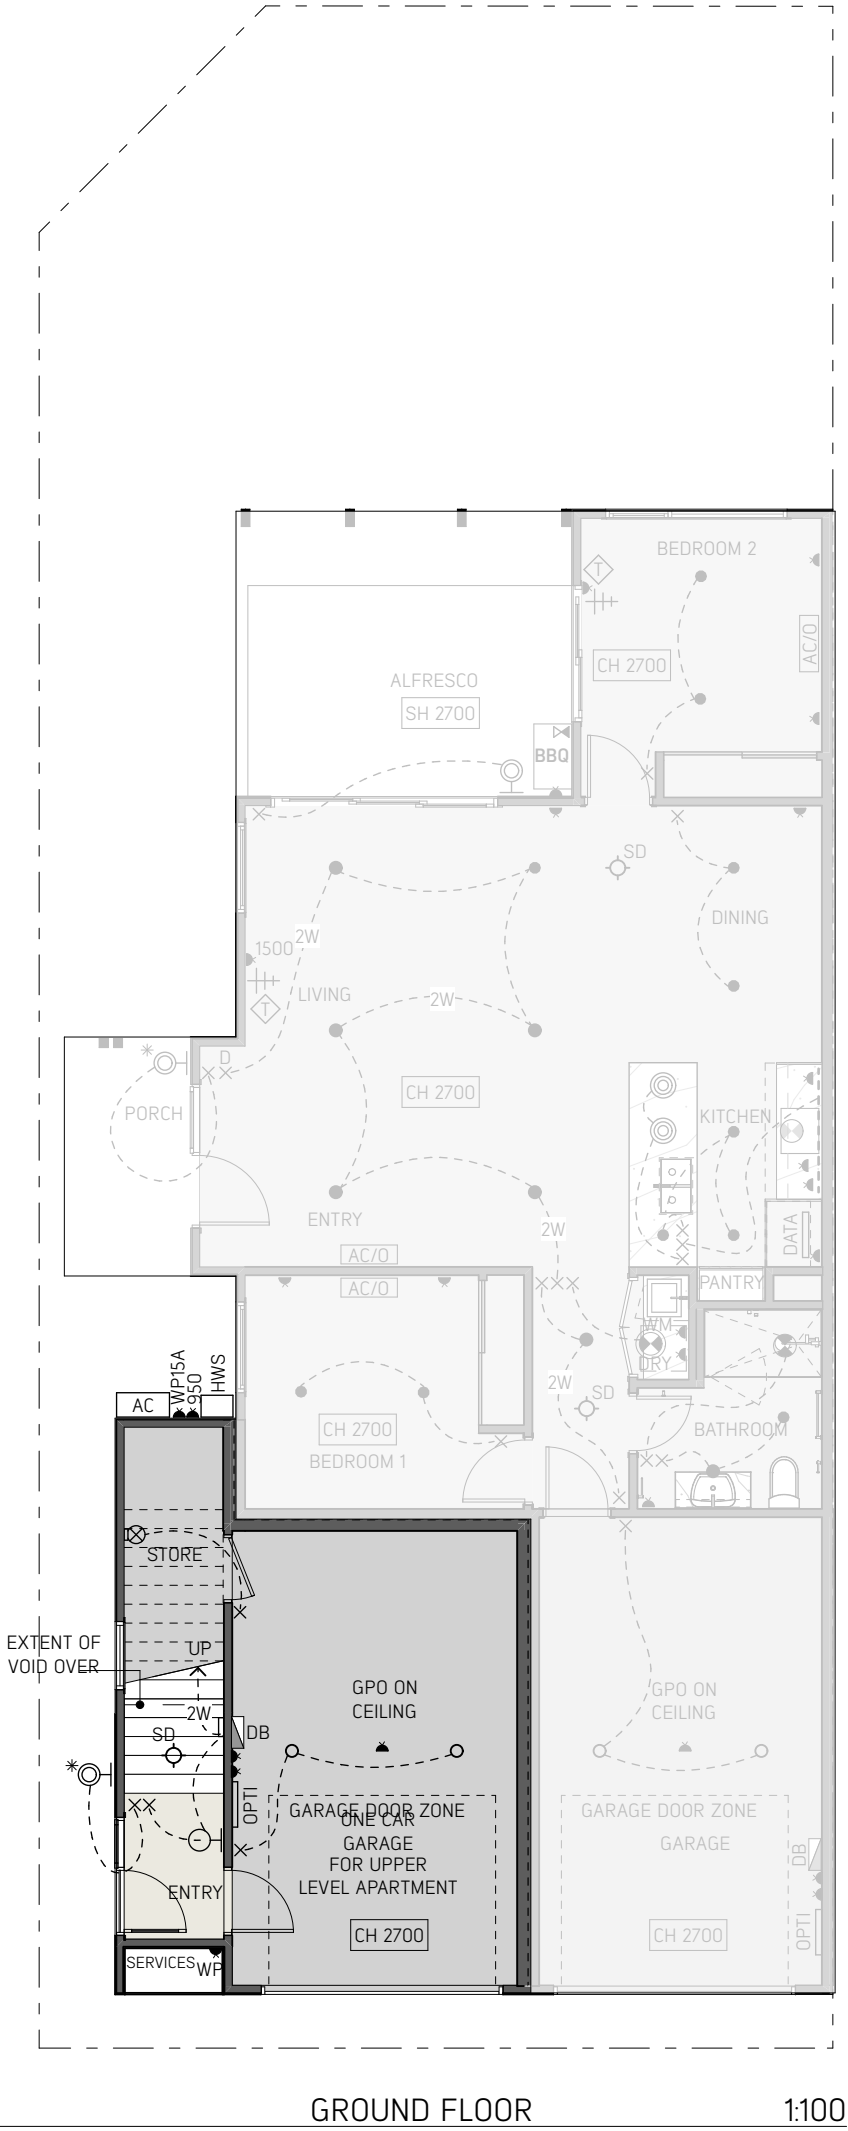 BEDROOM 2
T
AC/O
CH 2700
ALFRESCO
SH 2700
BBQ
SD
DINING
2W
1500
LIVING
T
2W
D
PORCH
CH 2700
KITCHEN
ENTRY
2W
DATA
AC/O
AC/O
PANTRY
WM
DRY
2W
SD
AC
WP15A
950
HWS
CH 2700
BEDROOM 1
BATHROOM
STORE
EXTENT OF
VOID OVER
UP
2W
SD
DB
OPTI
GPO ON
CEILING
GPO ON
CEILING
GARAGE DOOR ZONE
ONE CAR
GARAGE
FOR UPPER
LEVEL APARTMENT
GARAGE DOOR ZONE
GARAGE
DB
OPTI
ENTRY
CH 2700
CH 2700
SERVICES
WP
GROUND FLOOR
1:100